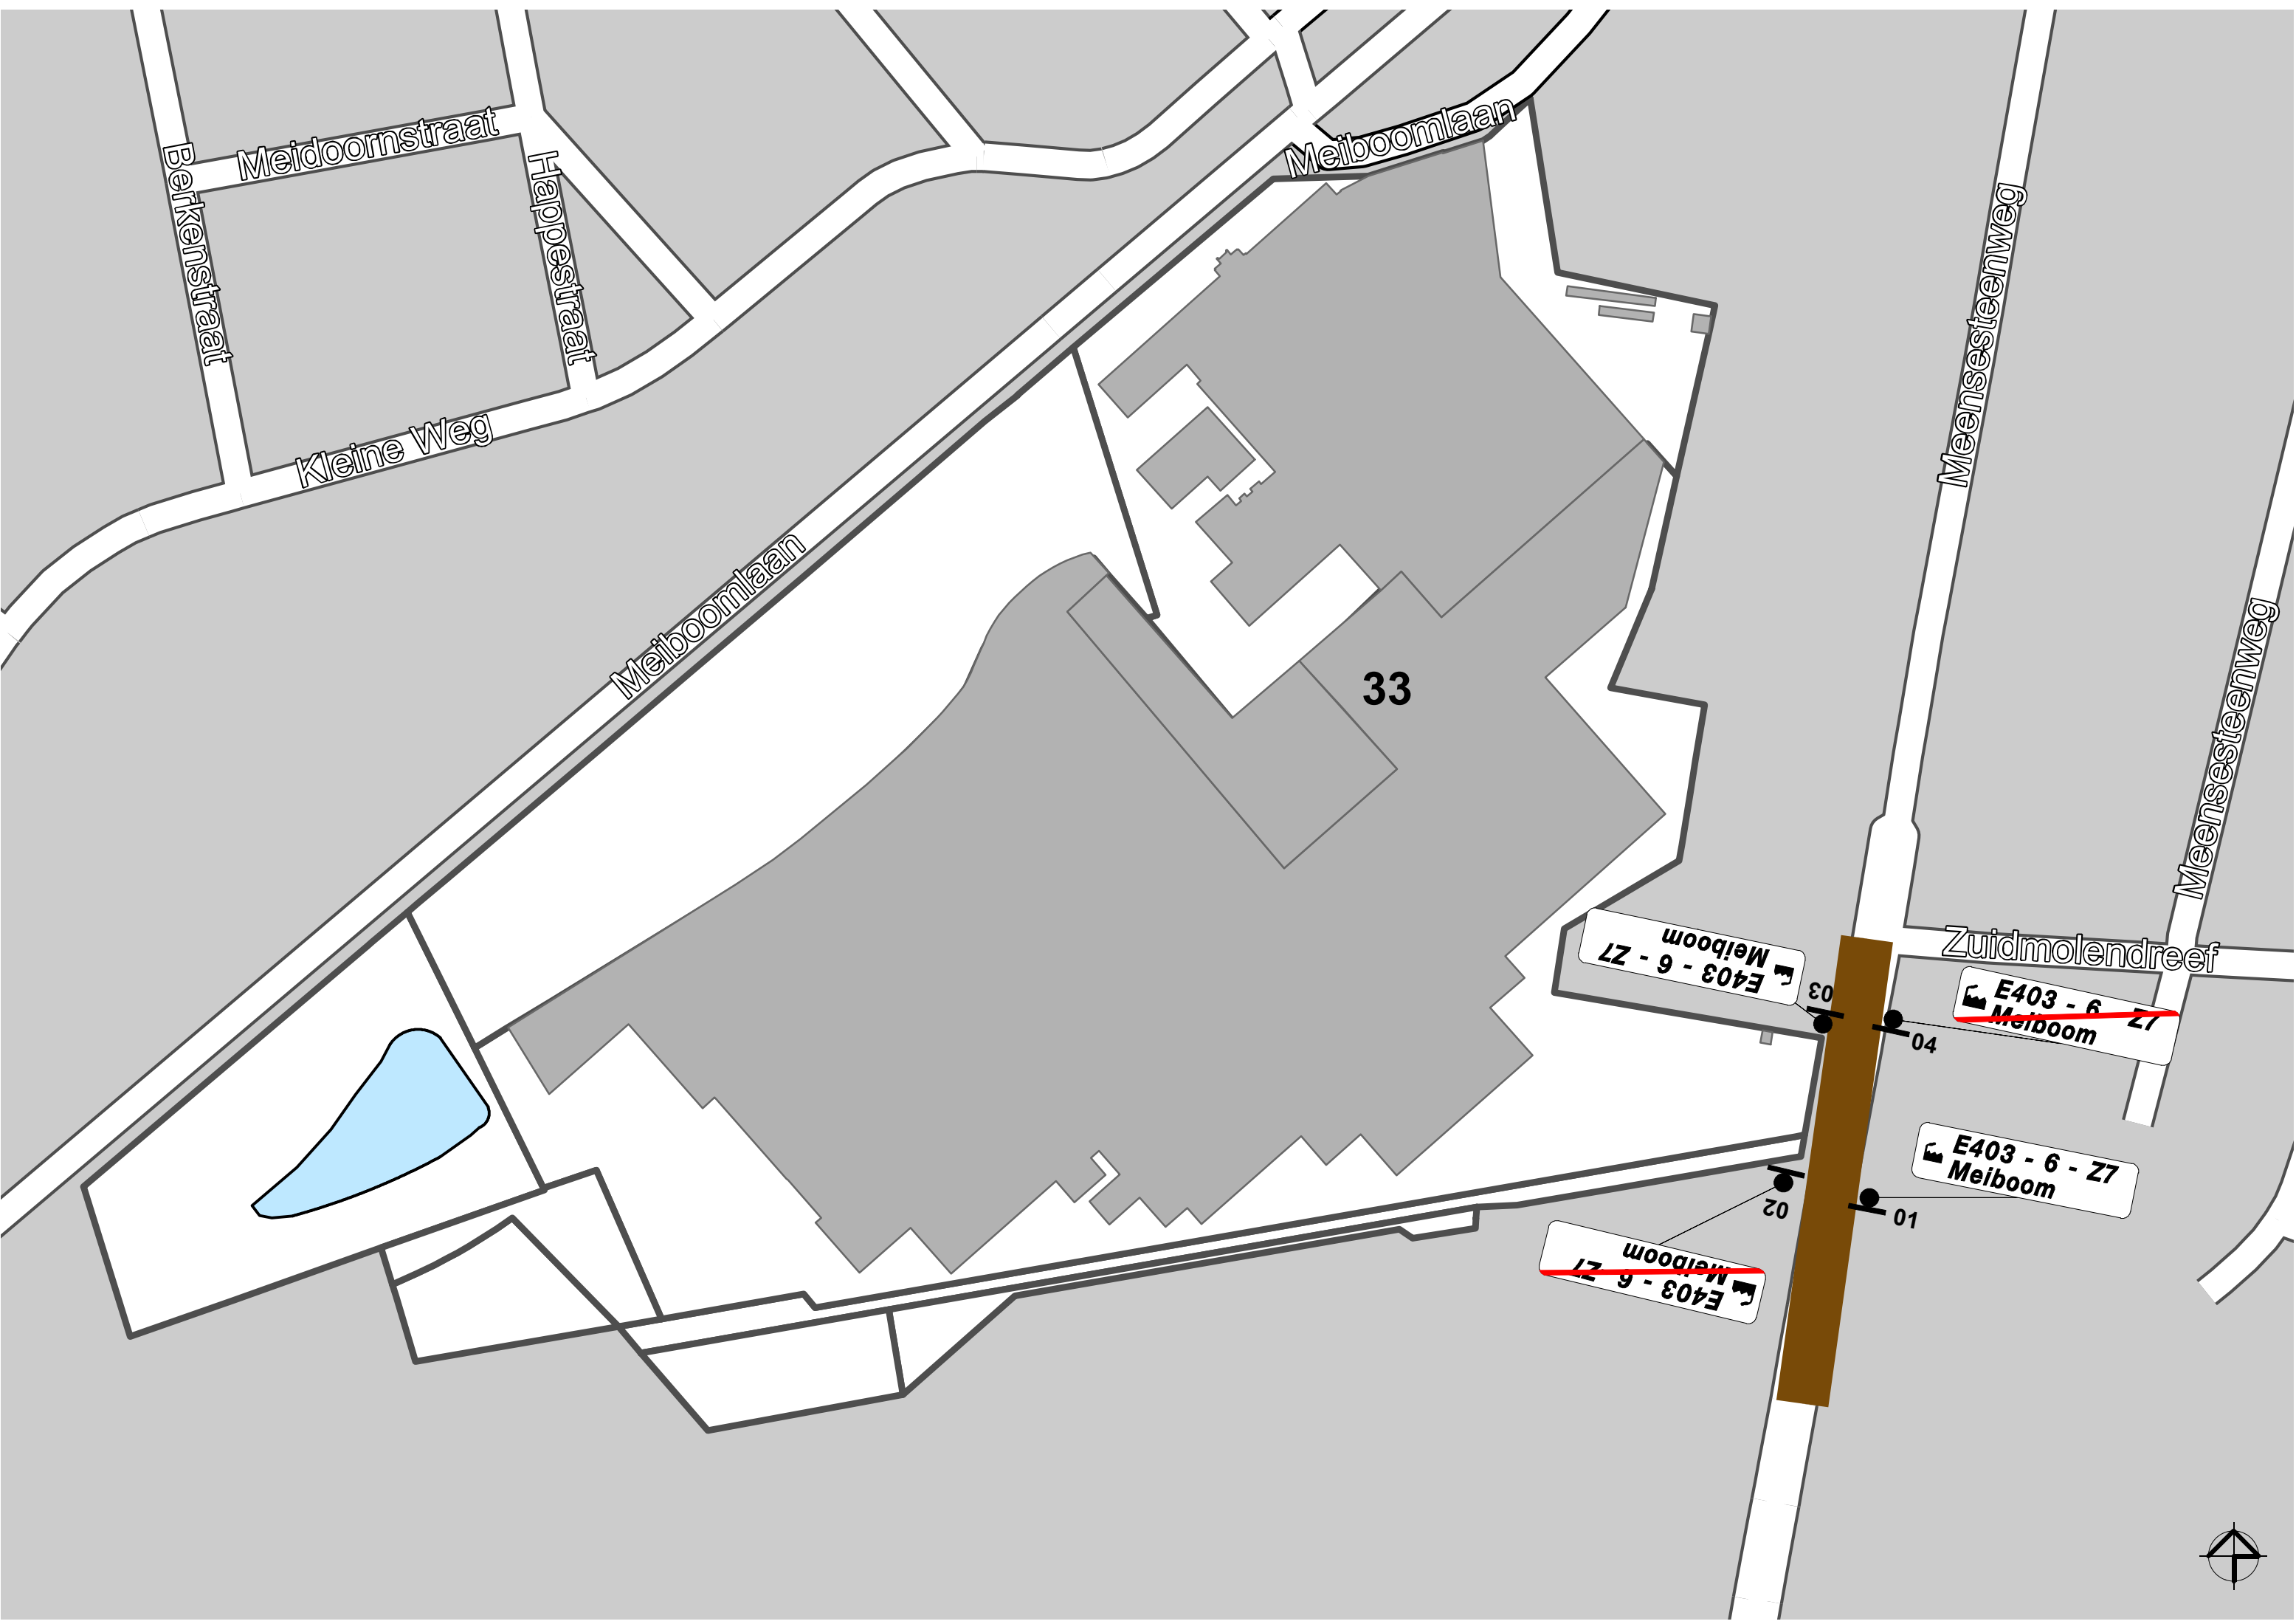 Meidoornstraat
Berkenstraat
Happestraat
Kleine Weg
Meiboomlaan
Meiboomlaan
Meensesteenweg
Meensesteenweg
33
Zuidmolendreef
E403 - 6 - Z7
Meiboom
03
E403 - 6 - Z7
Meiboom
04
E403 - 6 - Z7
Meiboom
01
02
E403 - 6 - Z7
Meiboom